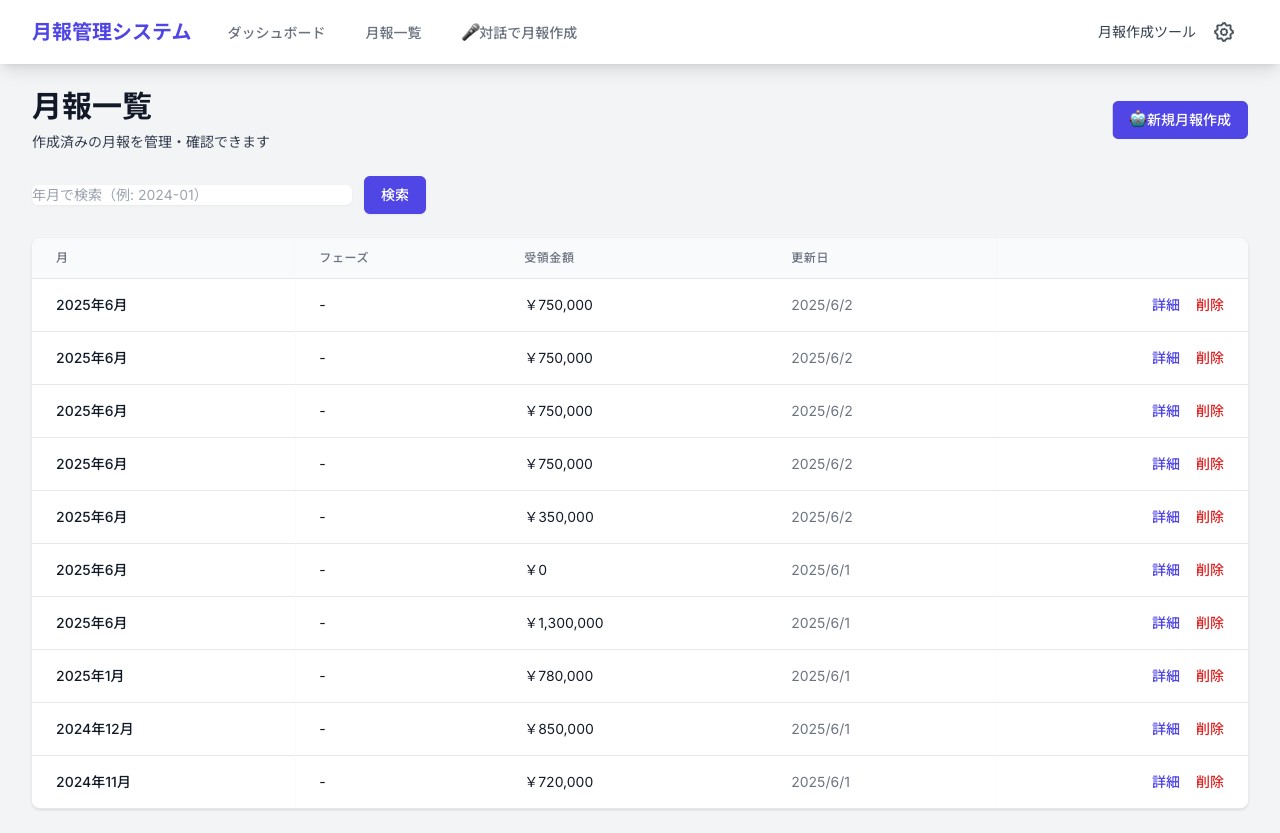 月報管理システム ダッシュボード 月報一覧 🎤対話で月報作成 月報作成ツール
月報一覧
作成済みの月報を管理・確認できます
🤖新規月報作成
年月で検索（例: 2024-01） 検索
月 フェーズ 受領金額 更新日
2025年6月 - ￥750,000 2025/6/2 詳細 削除
2025年6月 - ￥750,000 2025/6/2 詳細 削除
2025年6月 - ￥750,000 2025/6/2 詳細 削除
2025年6月 - ￥750,000 2025/6/2 詳細 削除
2025年6月 - ￥350,000 2025/6/2 詳細 削除
2025年6月 - ￥0 2025/6/1 詳細 削除
2025年6月 - ￥1,300,000 2025/6/1 詳細 削除
2025年1月 - ￥780,000 2025/6/1 詳細 削除
2024年12月 - ￥850,000 2025/6/1 詳細 削除
2024年11月 - ￥720,000 2025/6/1 詳細 削除